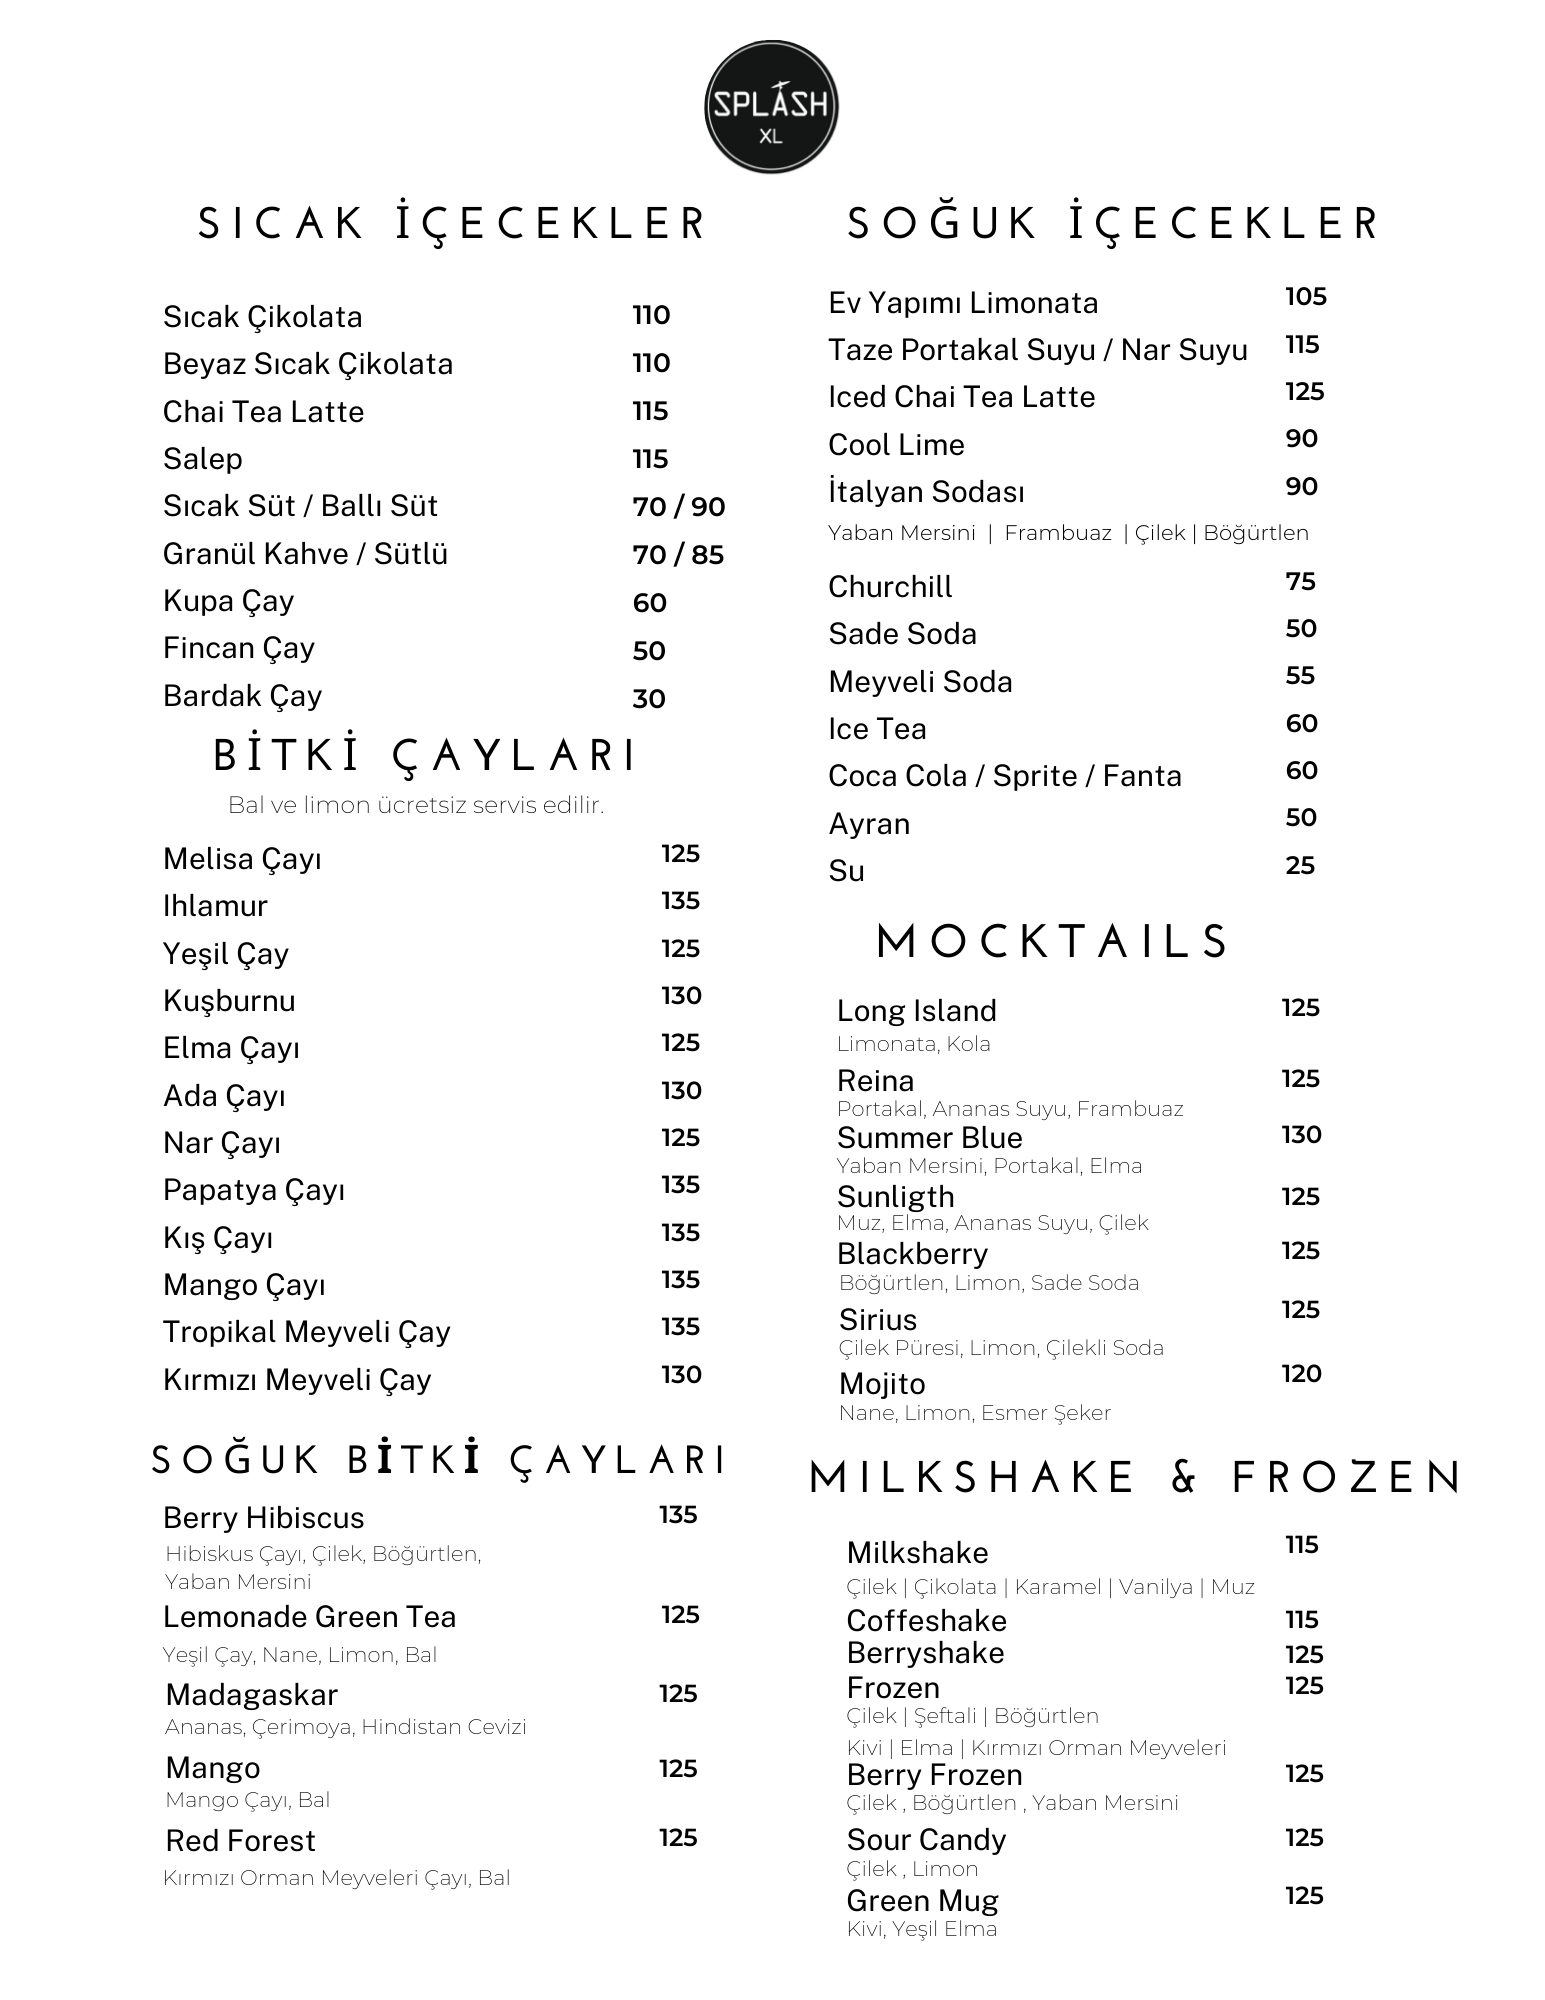 SPLASH
XL
SICAK İÇECEKLER
Sıcak Çikolata 110
Beyaz Sıcak Çikolata 110
Chai Tea Latte 115
Salep 115
Sıcak Süt / Ballı Süt 70 / 90
Granül Kahve / Sütlü 70 / 85
Kupa Çay 60
Fincan Çay 50
Bardak Çay 30
BİTKİ ÇAYLARI
Bal ve limon ücretsiz servis edilir.
Melisa Çayı 125
Ihlamur 135
Yeşil Çay 125
Kuşburnu 130
Elma Çayı 125
Ada Çayı 130
Nar Çayı 125
Papatya Çayı 135
Kış Çayı 135
Mango Çayı 135
Tropikal Meyveli Çay 135
Kırmızı Meyveli Çay 130
SOĞUK BİTKİ ÇAYLARI
Berry Hibiscus 135
Hibiskus Çayı, Çilek, Böğürtlen,
Yaban Mersini
Lemonade Green Tea 125
Yeşil Çay, Nane, Limon, Bal
Madagaskar 125
Ananas, Çerimoya, Hindistan Cevizi
Mango 125
Mango Çayı, Bal
Red Forest 125
Kırmızı Orman Meyveleri Çayı, Bal
SOĞUK İÇECEKLER
Ev Yapımı Limonata 105
Taze Portakal Suyu / Nar Suyu 115
Iced Chai Tea Latte 125
Cool Lime 90
İtalyan Sodası 90
Yaban Mersini | Frambuaz | Çilek | Böğürtlen
Churchill 75
Sade Soda 50
Meyveli Soda 55
Ice Tea 60
Coca Cola / Sprite / Fanta 60
Ayran 50
Su 25
MOCKTAILS
Long Island 125
Limonata, Kola
Reina 125
Portakal, Ananas Suyu, Frambuaz
Summer Blue 130
Yaban Mersini, Portakal, Elma
Sunligth 125
Muz, Elma, Ananas Suyu, Çilek
Blackberry 125
Böğürtlen, Limon, Sade Soda
Sirius 125
Çilek Püresi, Limon, Çilekli Soda
Mojito 120
Nane, Limon, Esmer Şeker
MILKSHAKE & FROZEN
Milkshake 115
Çilek | Çikolata | Karamel | Vanilya | Muz
Coffeshake 115
Berryshake 125
Frozen 125
Çilek | Şeftali | Böğürtlen
Kivi | Elma | Kırmızı Orman Meyveleri
Berry Frozen 125
Çilek , Böğürtlen , Yaban Mersini
Sour Candy 125
Çilek , Limon
Green Mug 125
Kivi, Yeşil Elma